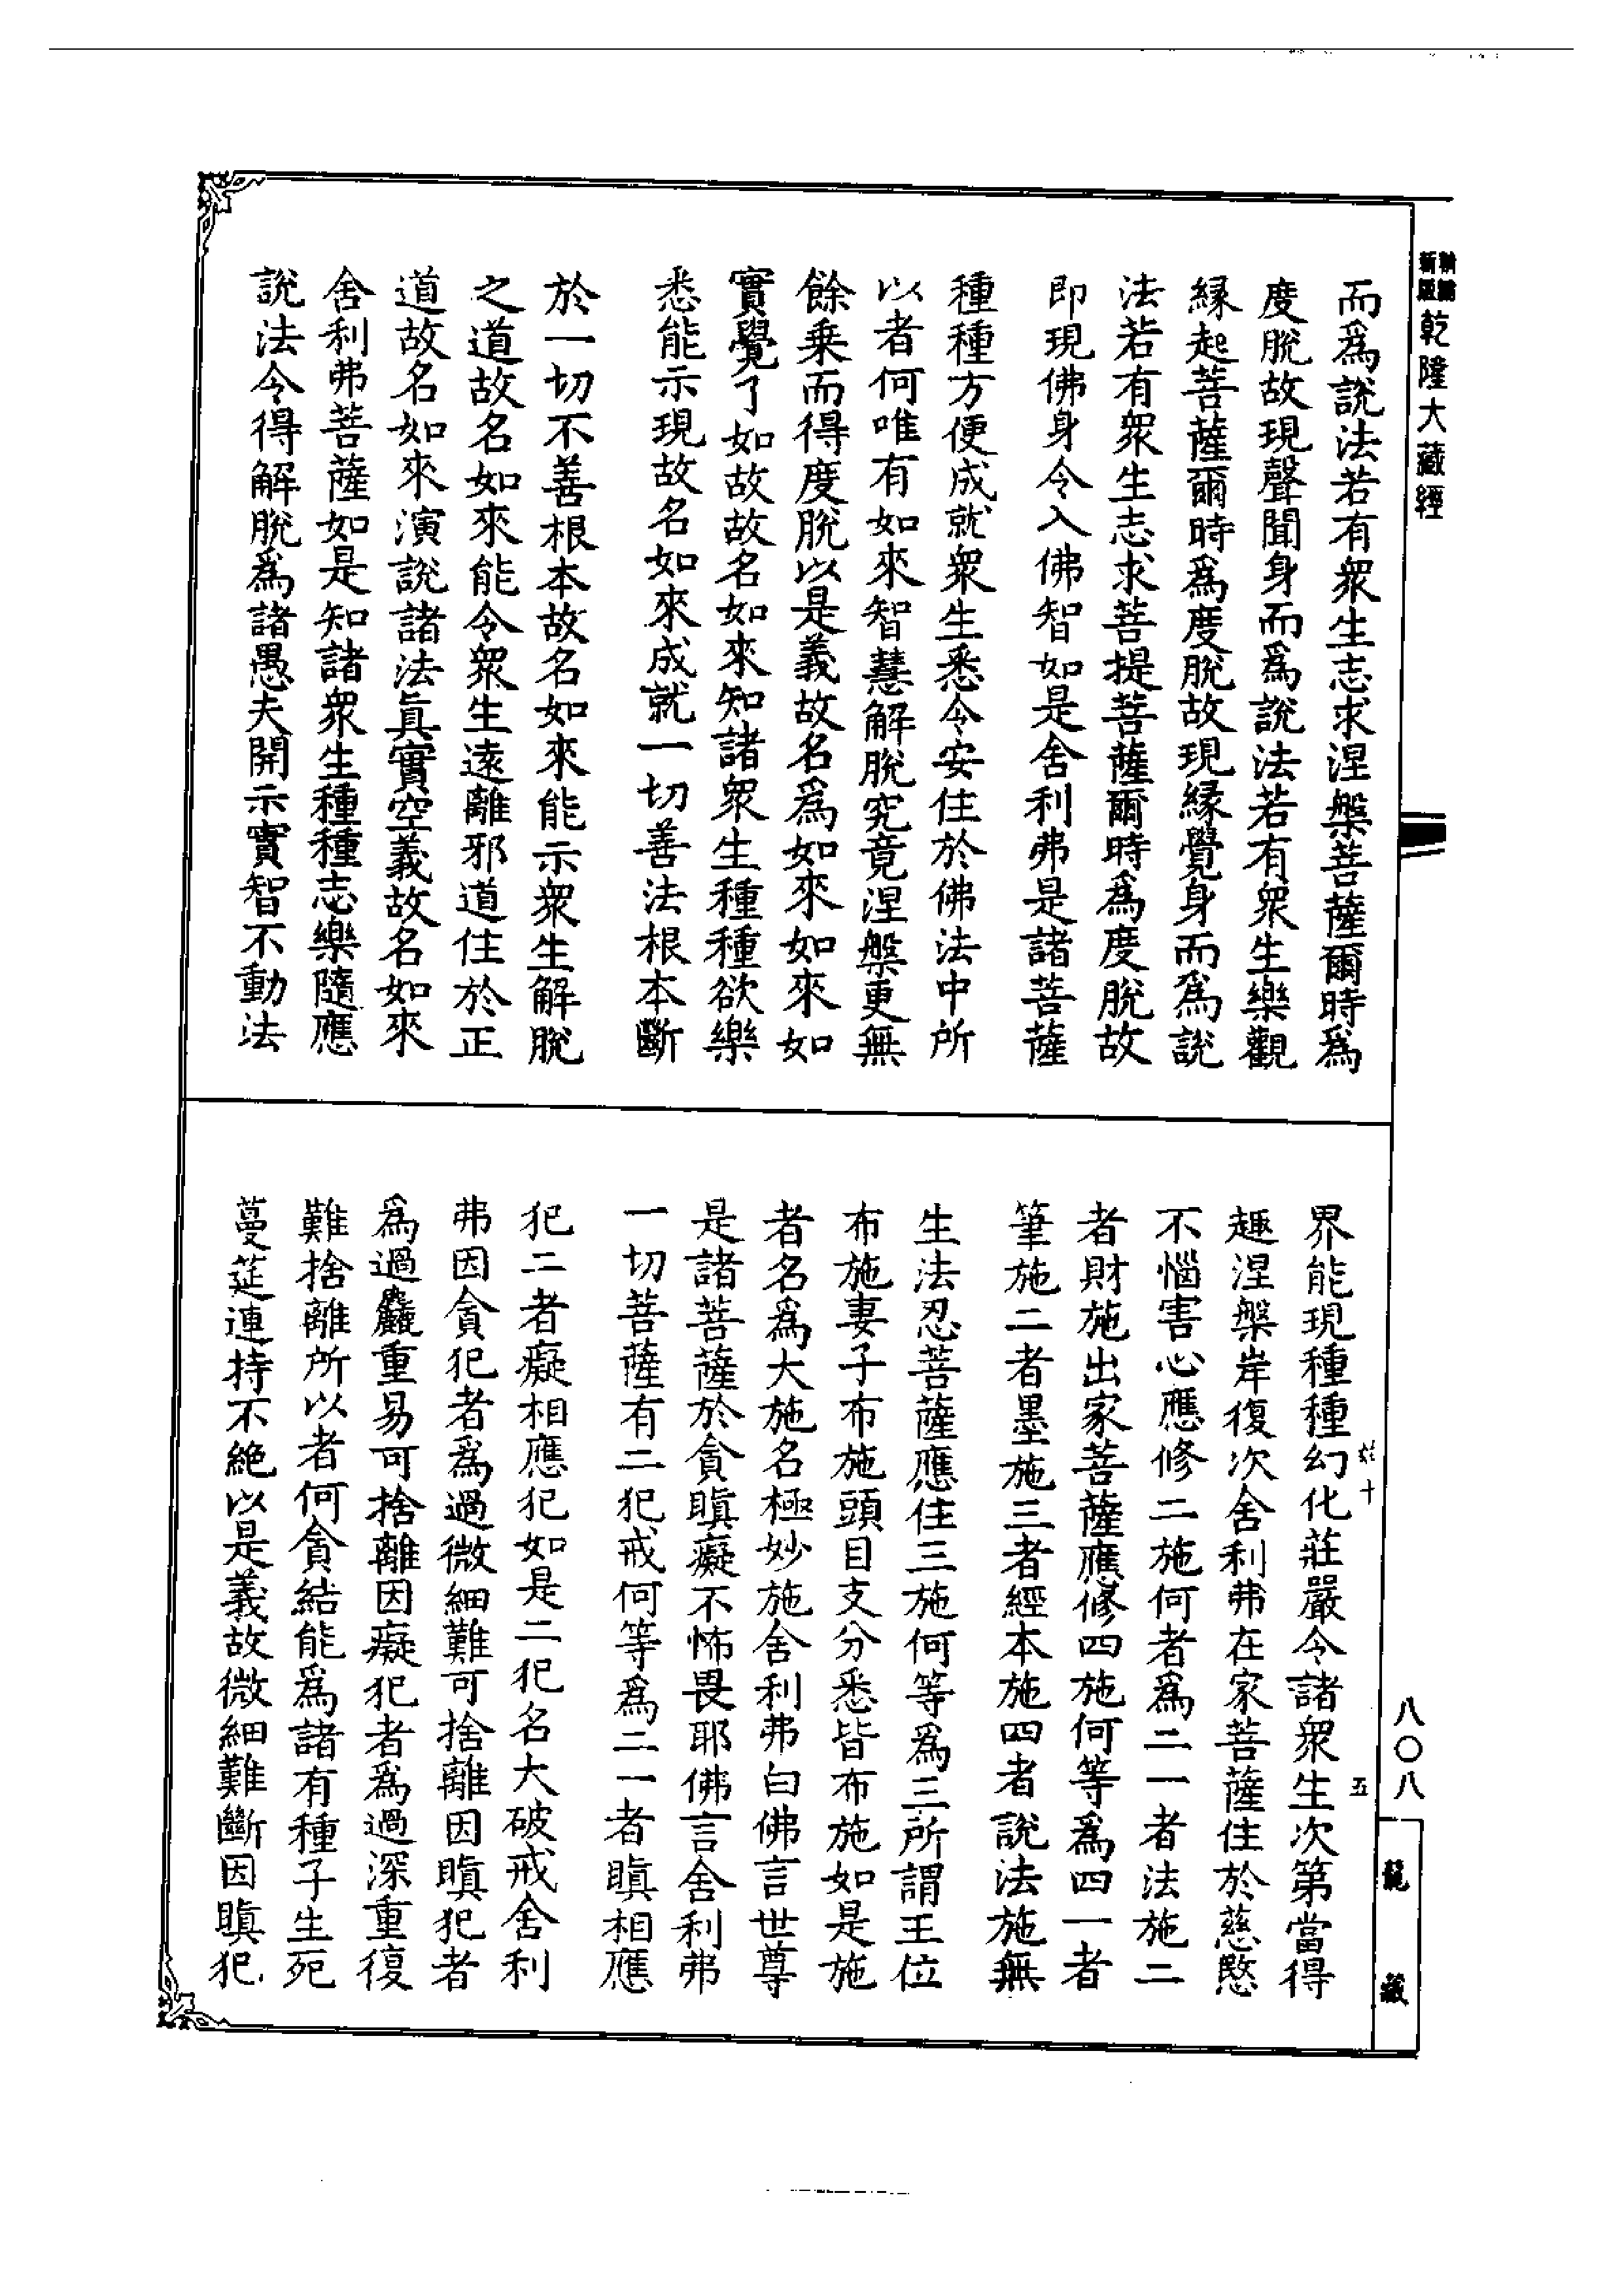 乾隆大藏經
而爲說法若有衆生志求涅槃菩薩爾時爲
度脫故現聲聞身而爲說法若有衆生樂觀
緣起菩薩爾時爲度脫故現緣覺身而爲說
法若有衆生志求菩提菩薩爾時爲度脫故
即現佛身令入佛智如是舍利弗是諸菩薩
種種方便成就衆生悉令安住於佛法中所
以者何唯有如來智慧解脫究竟涅槃更無
餘乗而得度脫以是義故名爲如來如來如
實覺了如故故名如來知諸衆生種種欲樂
悉能示現故名如來成就一切善法根本斷
於一切不善根本故名如來能示衆生解脫
之道故名如來能令衆生遠離邪道住於正
道故名如來演說諸法眞實空義故名如來
舍利弗菩薩如是知諸衆生種種志樂隨應
說法令得解脫爲諸愚夫開示實智不動法
界能現種種幻化莊嚴令諸衆生次第當得
趣涅槃岸復次舍利弗在家菩薩住於慈愍
不惱害心應修二施何者爲二一者法施二
者財施出家菩薩應修四施何等爲四一者
筆施二者墨施三者經本施四者說法施無
生法忍菩薩應住三施何等爲三所謂王位
布施妻子布施頭目支分悉皆布施如是施
者名爲大施名極妙施舍利弗白佛言世尊
是諸菩薩於貪瞋癡不怖畏耶佛言舍利弗
一切菩薩有二犯戒何等爲二一者瞋相應
犯二者癡相應犯如是二犯名大破戒舍利
弗因貪犯者爲過微細難可捨離因瞋犯者
爲過麤重易可捨離因癡犯者爲過深重復
難捨離所以者何貪結能爲諸有種子生死
蔓莚連持不絶以是義故微細難斷因瞋犯
十
五
八〇八
龍藏